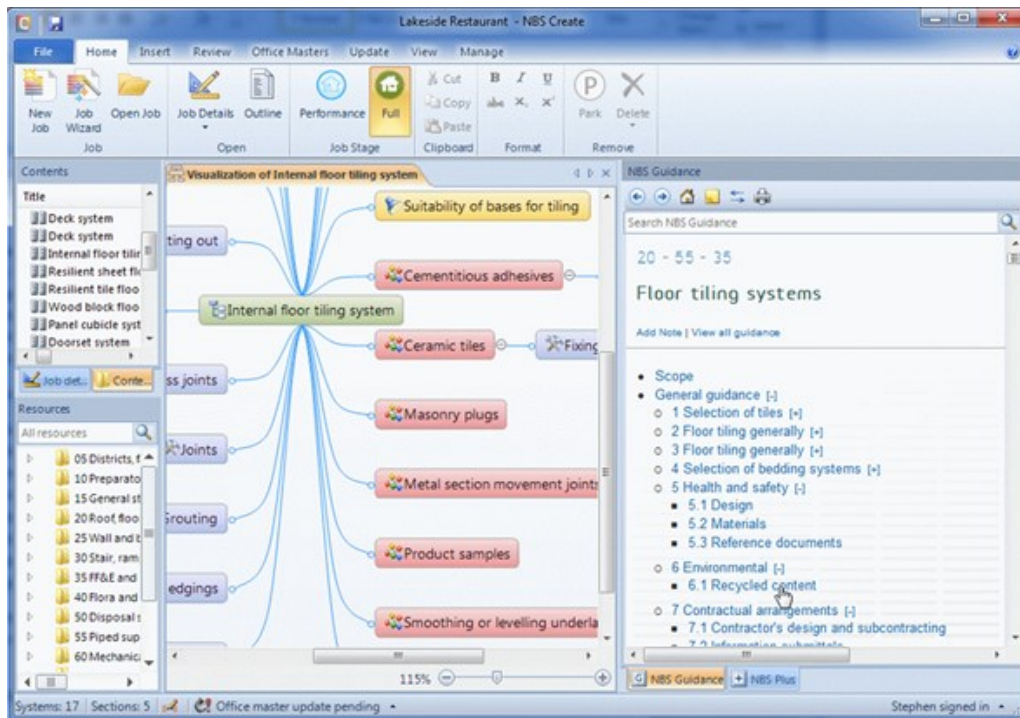 Lakeside Restaurant - NBS Create
File Home Insert Review Office Masters Update View Manage
New Job
Job Wizard
Open Job
Job Details
Outline
Performance
Full
Cut
Copy
Paste
B I U
abc X, X'
Park
Delete
Job
Open
Job Stage
Clipboard
Format
Remove
Contents
Title
Deck system
Deck system
Internal floor tilin
Resilient sheet flo
Resilient tile floo
Wood block floo
Panel cubicle syst
Doorset system
Job det...
Conte...
Resources
All resources
05 Districts, f
10 Preparato
15 General st
20 Roof, floo
25 Wall and b
30 Stair, ram
35 FF&E and
40 Flora and
50 Disposal s
55 Piped sup
60 Mechanic
Visualization of Internal floor tiling system
Suitability of bases for tiling
ting out
Cementitious adhesives
Internal floor tiling system
Ceramic tiles
Fixing
ss joints
Masonry plugs
Joints
Metal section movement joints
Grouting
Product samples
edgings
Smoothing or levelling underla
115%
NBS Guidance
Search NBS Guidance
20 - 55 - 35
Floor tiling systems
Add Note | View all guidance
Scope
General guidance [-]
1 Selection of tiles [+]
2 Floor tiling generally [+]
3 Floor tiling generally [+]
4 Selection of bedding systems [+]
5 Health and safety [-]
5.1 Design
5.2 Materials
5.3 Reference documents
6 Environmental [-]
6.1 Recycled content
7 Contractual arrangements [-]
7.1 Contractor's design and subcontracting
7.2 Information submittals
NBS Guidance
NBS Plus
Systems: 17 Sections: 5 Office master update pending
Stephen signed in